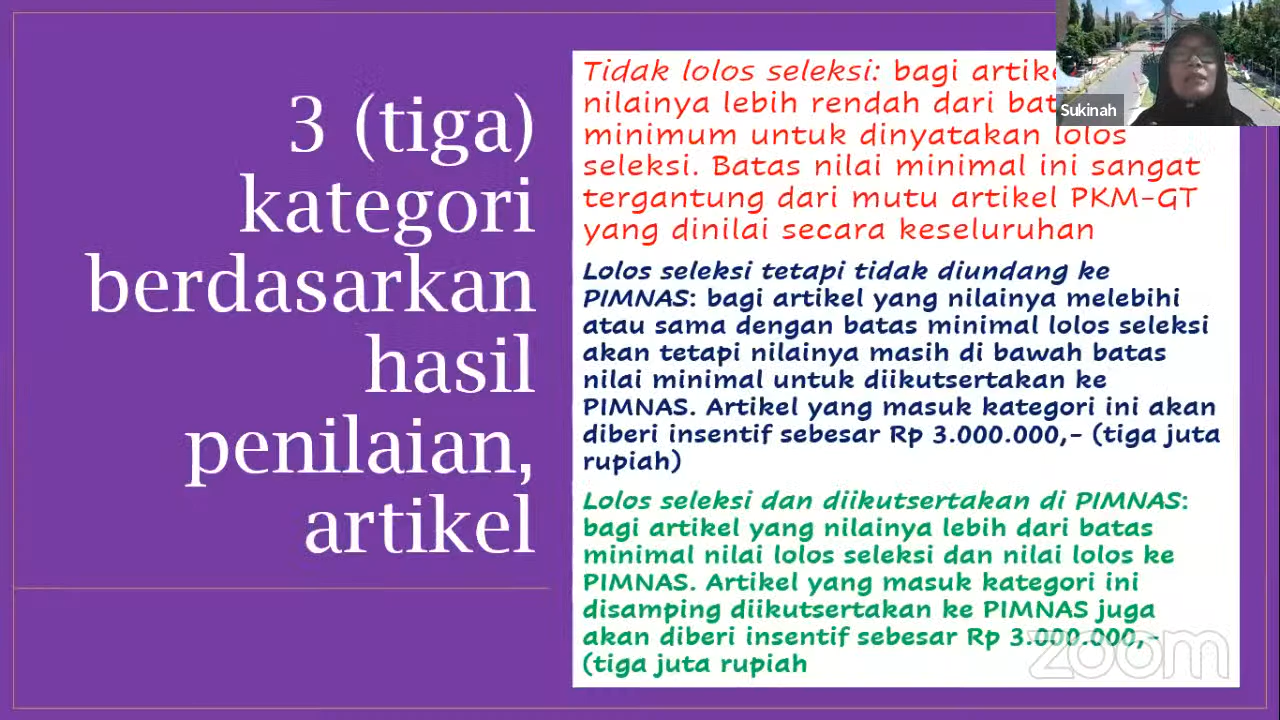 3 (tiga)
kategori
berdasarkan
hasil
penilaian,
artikel
Tidak lolos seleksi: bagi
nilainya lebih rendah dari
minimum untuk dinyatakan lolos
seleksi. Batas nilai minimal ini sangat
tergantung dari mutu artikel PKM-GT
yang dinilai secara keseluruhan
Lolos seleksi tetapi tidak diundang ke
PIMNAS: bagi artikel yang nilainya melebihi
atau sama dengan batas minimal lolos seleksi
akan tetapi nilainya masih di bawah batas
nilai minimal untuk diikutsertakan ke
PIMNAS. Artikel yang masuk kategori ini akan
diberi insentif sebesar Rp 3.000.000,- (tiga juta
rupiah)
Lolos seleksi dan diikutsertakan di PIMNAS:
bagi artikel yang nilainya lebih dari batas
minimal nilai lolos seleksi dan nilai lolos ke
PIMNAS. Artikel yang masuk kategori ini
disamping diikutsertakan ke PIMNAS juga
akan diberi insentif sebesar Rp 3.000.000,-
(tiga juta rupiah
Sukinah
zoom